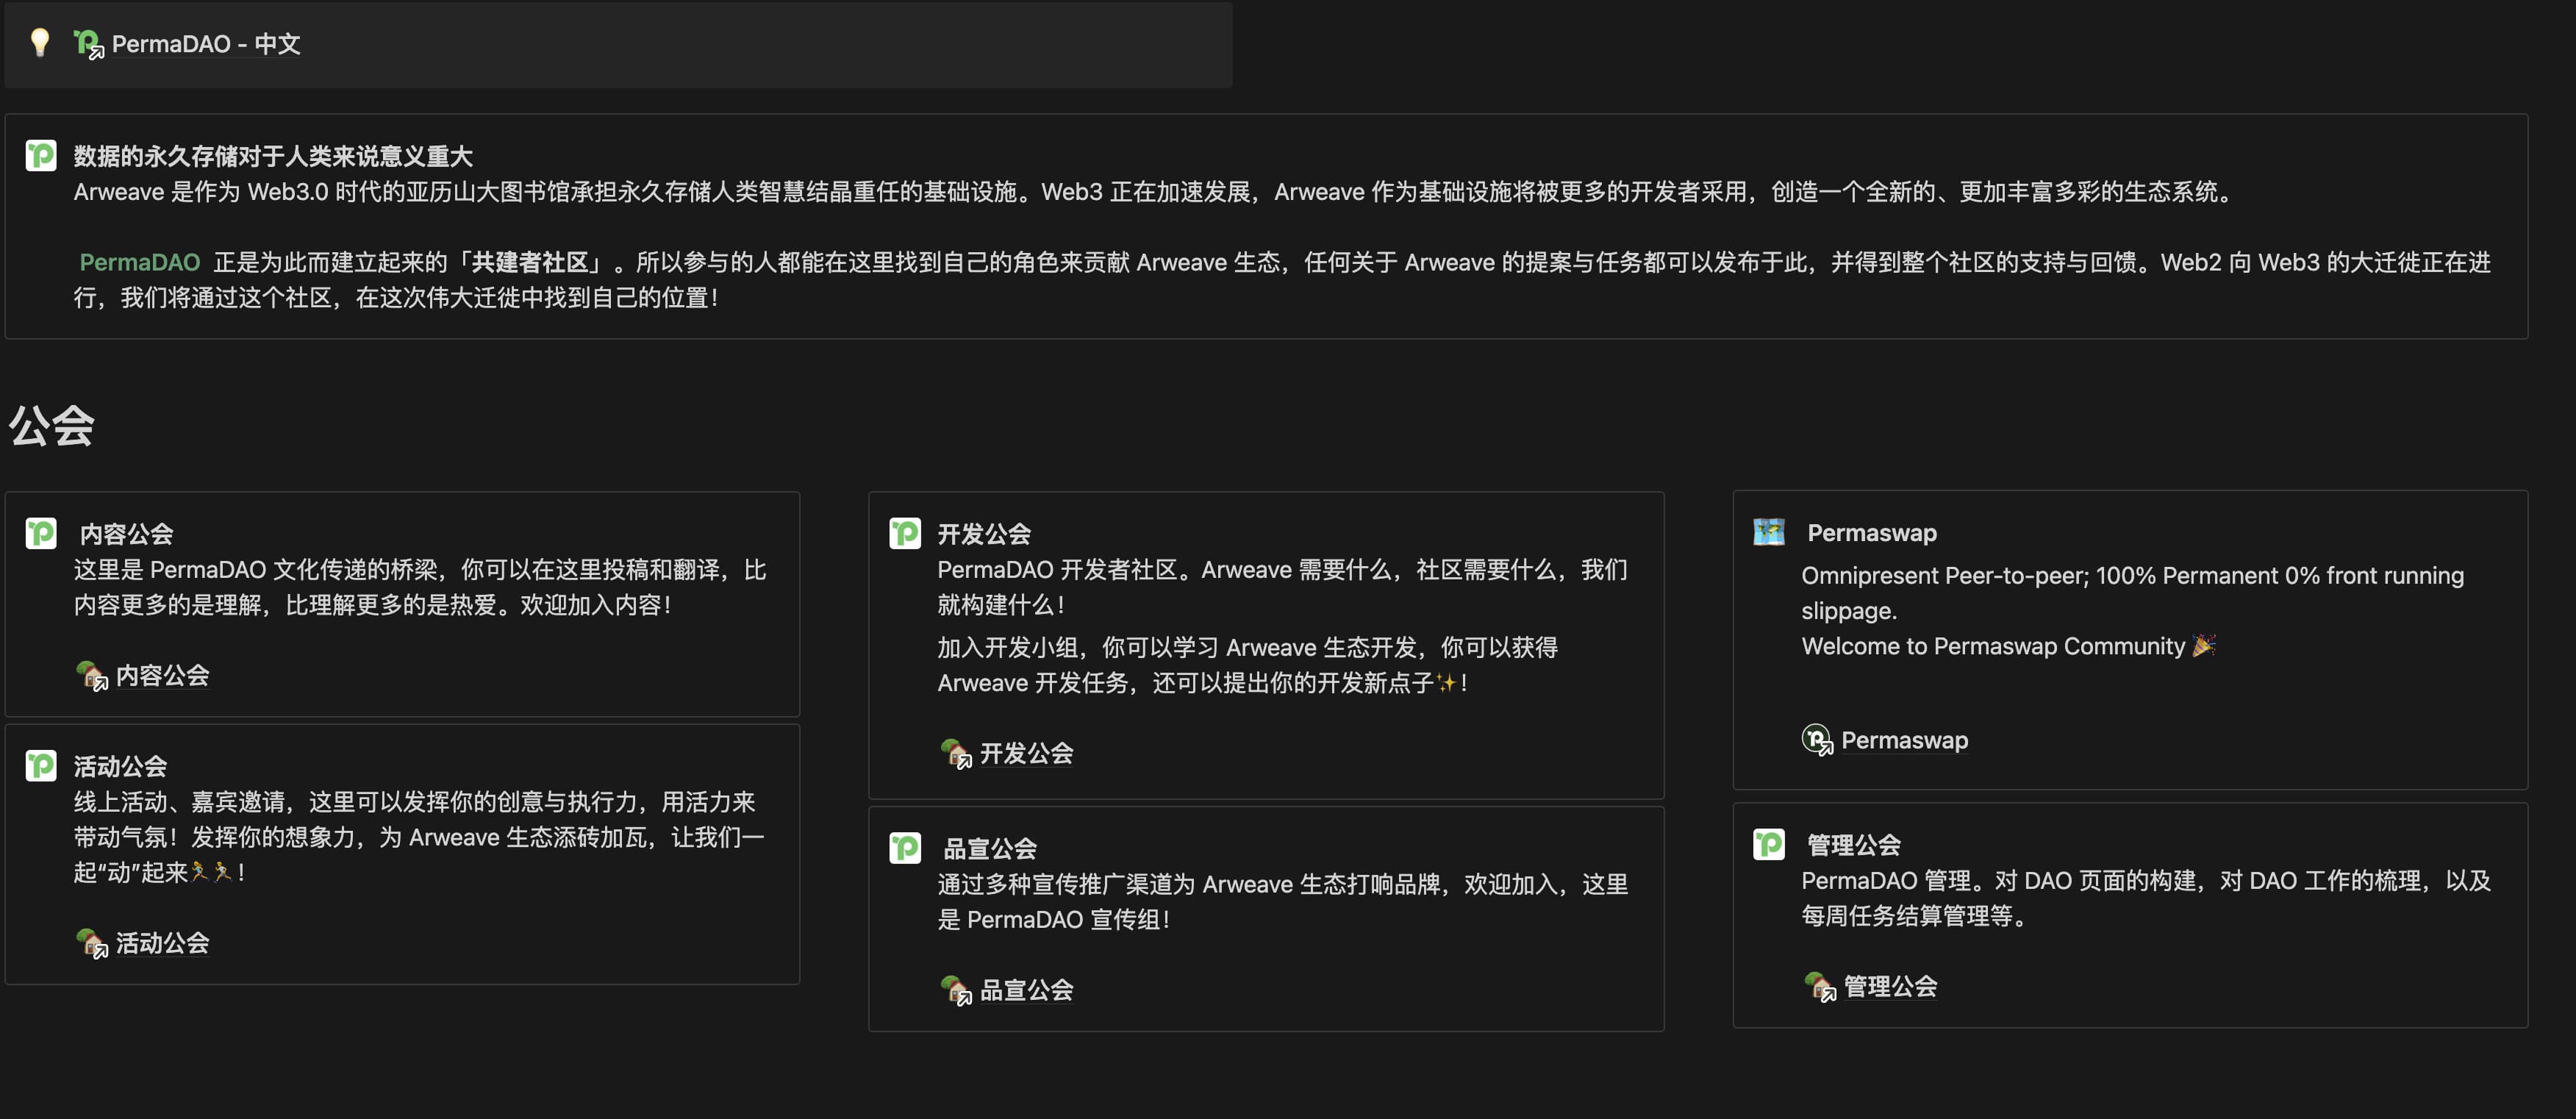 PermaDAO - 中文
数据的永久存储对于人类来说意义重大
Arweave 是作为 Web3.0 时代的亚历山大图书馆承担永久存储人类智慧结晶重任的基础设施。Web3 正在加速发展，Arweave 作为基础设施将被更多的开发者采用，创造一个全新的、更加丰富多彩的生态系统。
PermaDAO 正是为此而建立起来的「共建者社区」。所以参与的人都能在这里找到自己的角色来贡献 Arweave 生态，任何关于 Arweave 的提案与任务都可以发布于此，并得到整个社区的支持与回馈。Web2 向 Web3 的大迁徙正在进
行，我们将通过这个社区，在这次伟大迁徙中找到自己的位置！
公会
内容公会
这里是 PermaDAO 文化传递的桥梁，你可以在这里投稿和翻译，比
内容更多的是理解，比理解更多的是热爱。欢迎加入内容！
内容公会
活动公会
线上活动、嘉宾邀请，这里可以发挥你的创意与执行力，用活力来
带动气氛！发挥你的想象力，为 Arweave 生态添砖加瓦，让我们一
起“动”起来🏃🏃！
活动公会
开发公会
PermaDAO 开发者社区。Arweave 需要什么，社区需要什么，我们
就构建什么！
加入开发小组，你可以学习 Arweave 生态开发，你可以获得
Arweave 开发任务，还可以提出你的开发新点子✨！
开发公会
品宣公会
通过多种宣传推广渠道为 Arweave 生态打响品牌，欢迎加入，这里
是 PermaDAO 宣传组！
品宣公会
Permaswap
Omnipresent Peer-to-peer; 100% Permanent 0% front running
slippage.
Welcome to Permaswap Community 🎉
Permaswap
管理公会
PermaDAO 管理。对 DAO 页面的构建，对 DAO 工作的梳理，以及
每周任务结算管理等。
管理公会